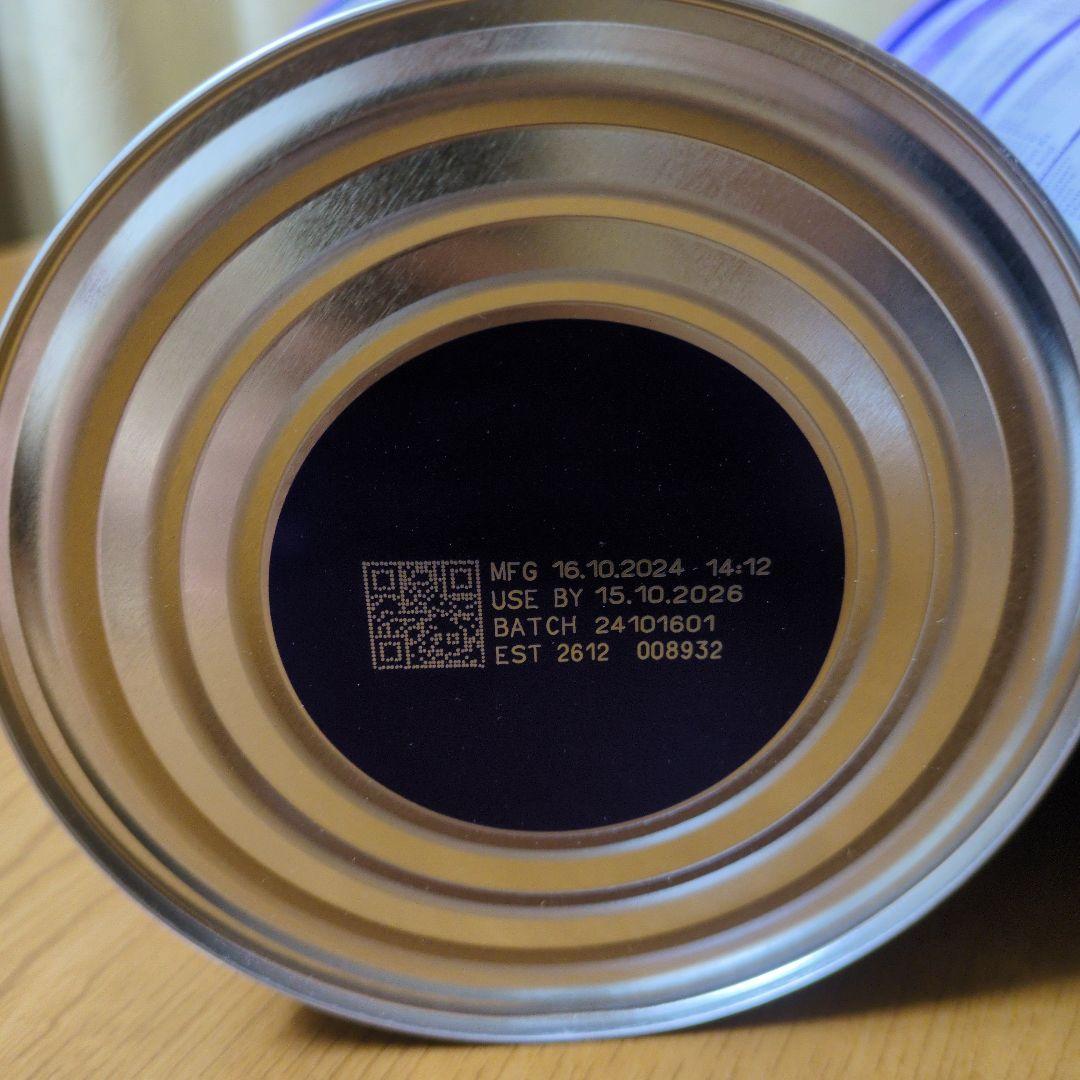 MFG 16.10.2024 14:12
USE BY 15.10.2026
BATCH 24101601
EST 2612 008932